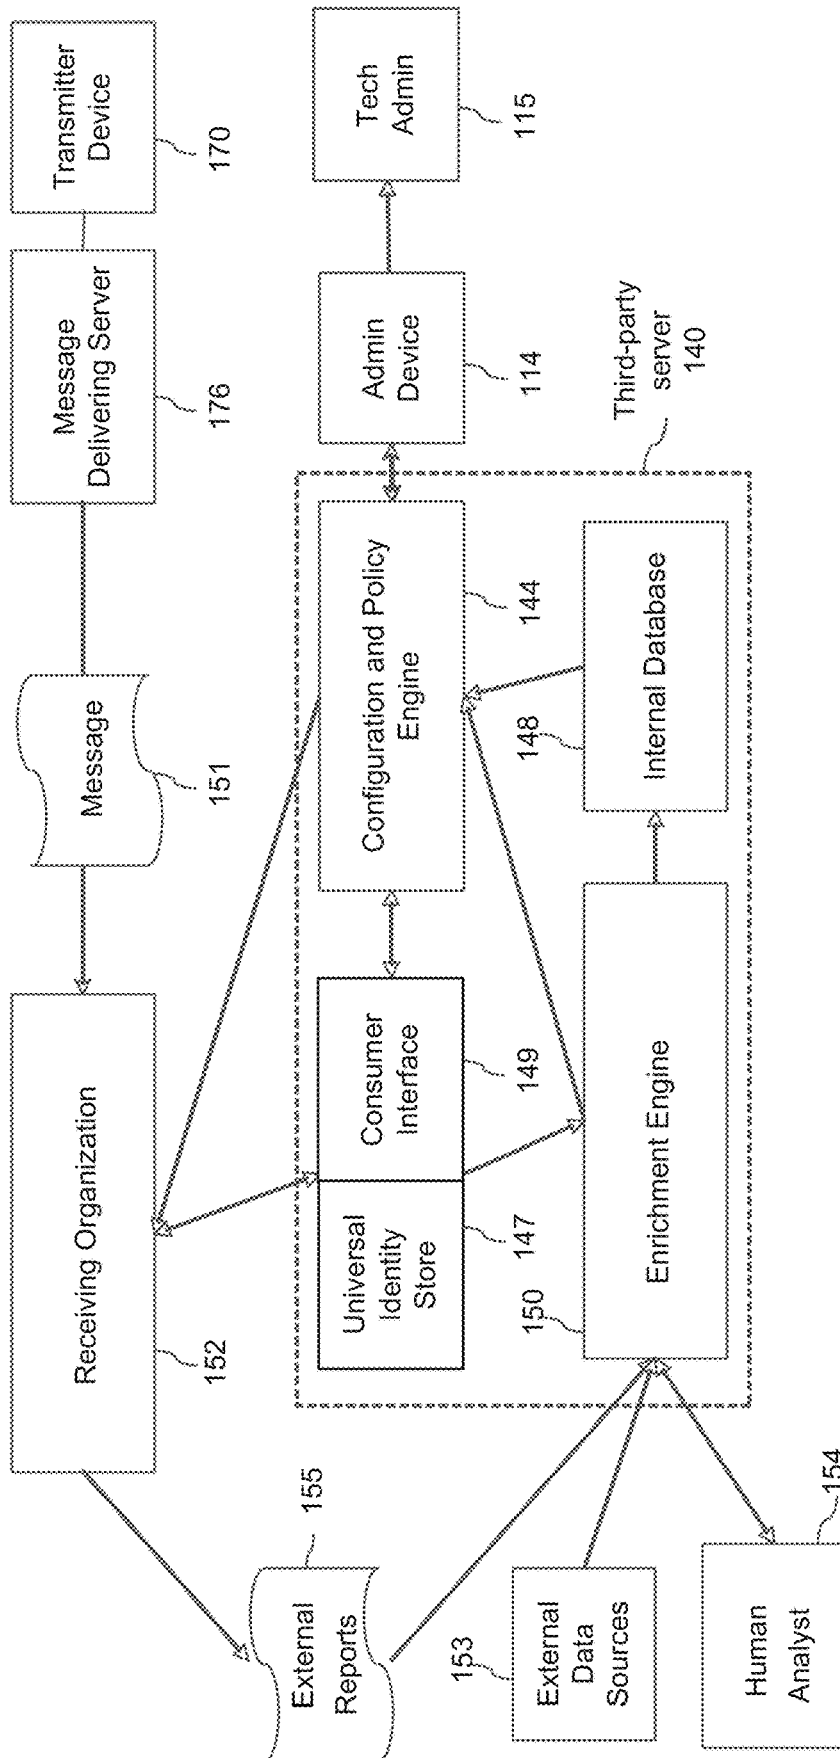 Transmitter
Device
170
Message
Delivering Server
176
Message
151
Receiving Organization
152
Tech
Admin
115
Admin
Device
114
Third-party
server
140
Configuration and Policy
Engine
144
Consumer
Interface
149
Universal
Identity
Store
147
Internal Database
148
Enrichment Engine
150
External
Reports
155
External
Data
Sources
153
Human
Analyst
154